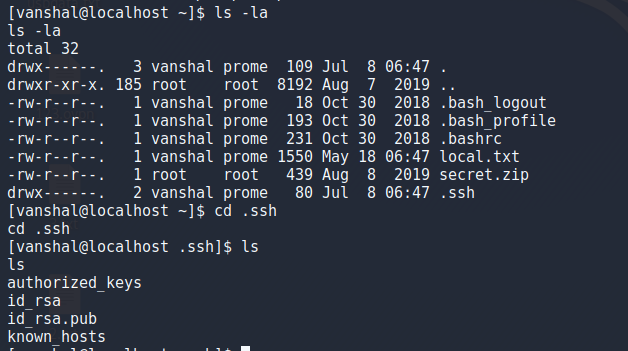 [vanshal@localhost ~]$ ls -la
ls -la
total 32
drwx------.   3 vanshal prome  109 Jul  8 06:47 .
drwxr-xr-x. 185 root    root  8192 Aug  7  2019 ..
-rw-r--r--.   1 vanshal prome   18 Oct 30  2018 .bash_logout
-rw-r--r--.   1 vanshal prome  193 Oct 30  2018 .bash_profile
-rw-r--r--.   1 vanshal prome  231 Oct 30  2018 .bashrc
-rw-r--r--.   1 vanshal prome 1550 May 18 06:47 local.txt
-rw-r--r--.   1 root    root   439 Aug  8  2019 secret.zip
drwx------.   2 vanshal prome   80 Jul  8 06:47 .ssh
[vanshal@localhost ~]$ cd .ssh
cd .ssh
[vanshal@localhost .ssh]$ ls
ls
authorized_keys
id_rsa
id_rsa.pub
known_hosts